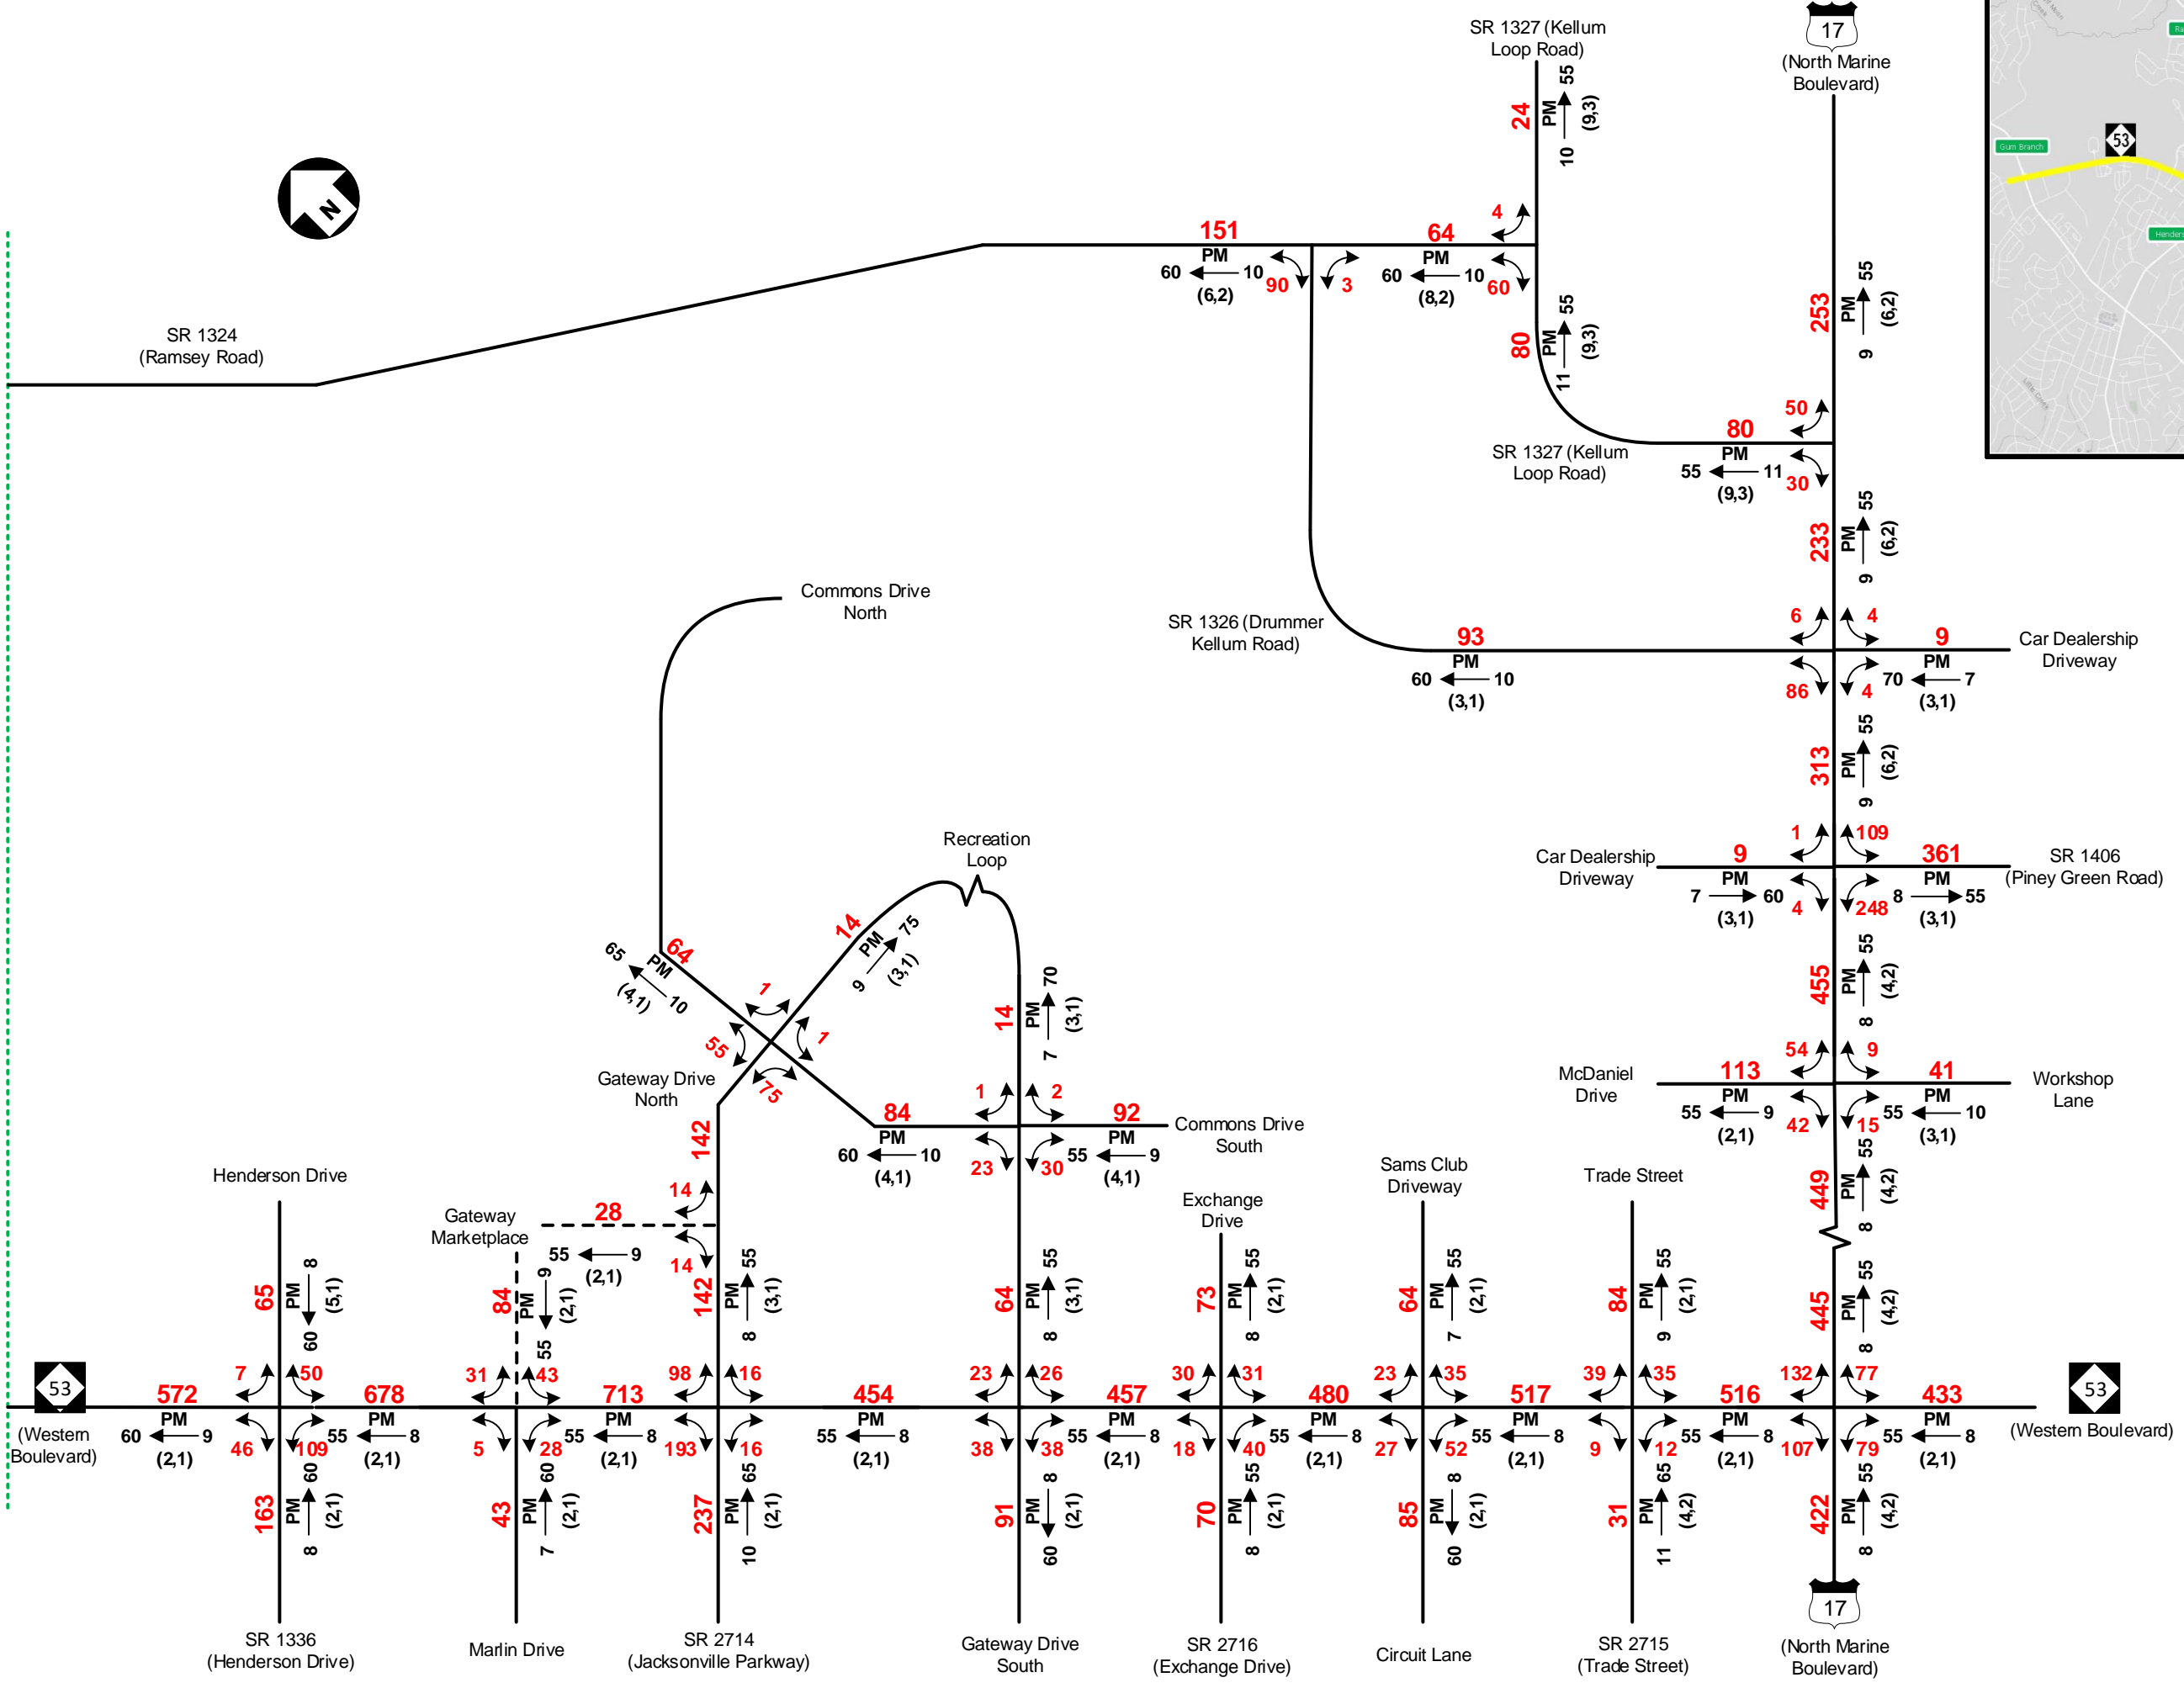 17
(North Marine
Boulevard)
SR 1327 (Kellum
Loop Road)
Gum Branch
53
24
PM
10
55
(9,3)
N
151
PM
60
10
(6,2)
90
3
64
PM
60
10
(8,2)
4
60
SR 1324
(Ramsey Road)
80
PM
11
55
(9,3)
253
PM
9
55
(6,2)
SR 1327 (Kellum
Loop Road)
80
PM
55
11
(9,3)
50
30
233
PM
9
55
(6,2)
Commons Drive
North
SR 1326 (Drummer
Kellum Road)
93
PM
60
10
(3,1)
6
4
86
4
9
PM
70
7
(3,1)
Car Dealership
Driveway
313
PM
9
55
(6,2)
Recreation
Loop
Car Dealership
Driveway
9
PM
7
60
(3,1)
1
109
4
248
361
PM
8
55
(3,1)
SR 1406
(Piney Green Road)
64
PM
65
10
(4,1)
14
PM
9
75
(3,1)
1
55
1
75
455
PM
8
55
(4,2)
14
PM
7
70
(3,1)
Gateway Drive
North
McDaniel
Drive
113
PM
55
9
(2,1)
54
9
42
15
41
PM
55
10
(3,1)
Workshop
Lane
142
84
PM
60
10
(4,1)
1
2
23
30
92
PM
55
9
(4,1)
Commons Drive
South
449
PM
8
55
(4,2)
Henderson Drive
Gateway
Marketplace
28
55
9
(2,1)
14
14
Exchange
Drive
Sams Club
Driveway
Trade Street
65
PM
8
60
(5,1)
84
PM
9
55
(2,1)
142
PM
8
55
(3,1)
64
PM
8
55
(3,1)
73
PM
8
55
(2,1)
64
PM
7
55
(2,1)
84
PM
9
55
(2,1)
445
PM
8
55
(4,2)
53
(Western
Boulevard)
572
PM
60
9
(2,1)
7
50
46
109
678
PM
55
8
(2,1)
31
43
5
28
713
PM
55
8
(2,1)
98
16
193
16
454
PM
55
8
(2,1)
23
26
38
38
457
PM
55
8
(2,1)
30
31
18
40
480
PM
55
8
(2,1)
23
35
27
52
517
PM
55
8
(2,1)
39
35
9
12
516
PM
55
8
(2,1)
132
77
107
79
433
PM
55
8
(2,1)
53
(Western Boulevard)
163
PM
8
60
(2,1)
43
PM
7
60
(2,1)
237
PM
10
65
(2,1)
91
PM
8
60
(2,1)
70
PM
8
55
(2,1)
85
PM
8
60
(2,1)
31
PM
11
65
(4,2)
422
PM
8
55
(4,2)
17
SR 1336
(Henderson Drive)
Marlin Drive
SR 2714
(Jacksonville Parkway)
Gateway Drive
South
SR 2716
(Exchange Drive)
Circuit Lane
SR 2715
(Trade Street)
(North Marine
Boulevard)